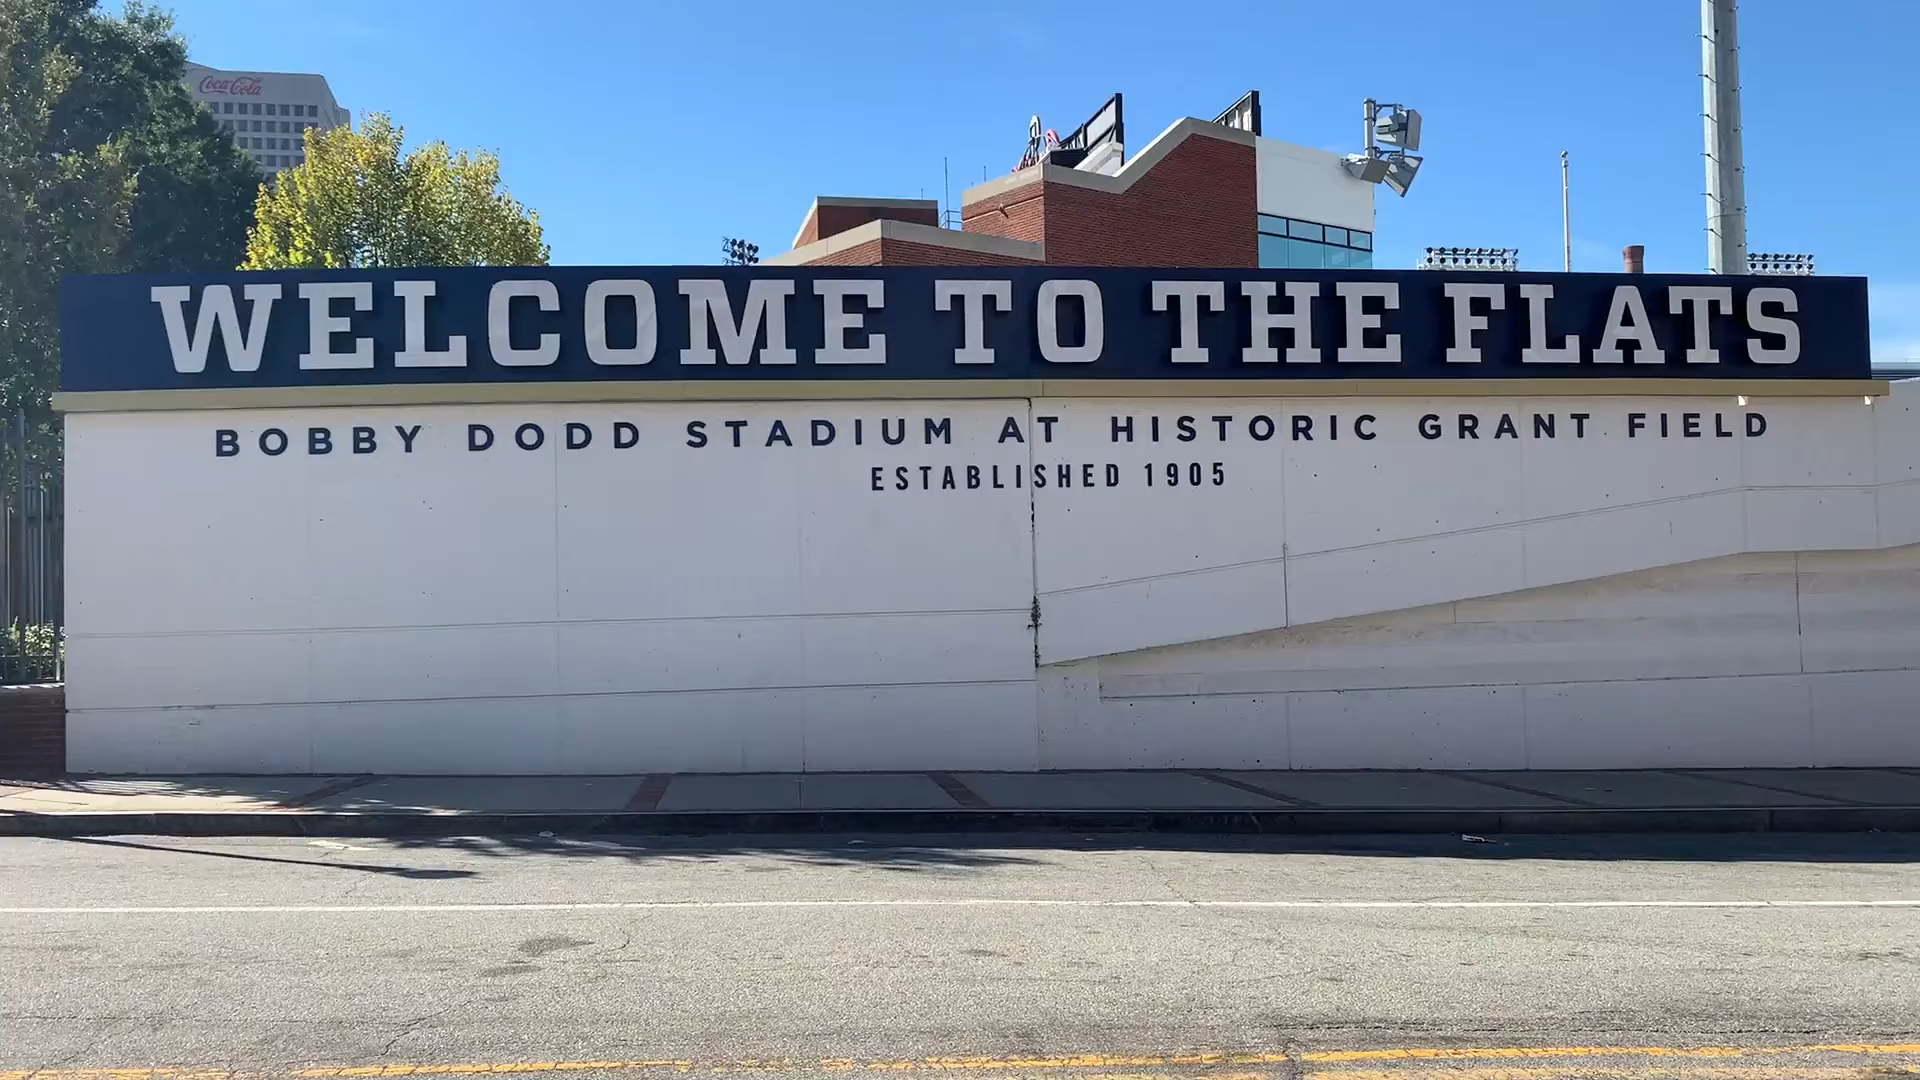 Coca-Cola
WELCOME TO THE FLATS
BOBBY DODD STADIUM AT HISTORIC GRANT FIELD
ESTABLISHED 1905